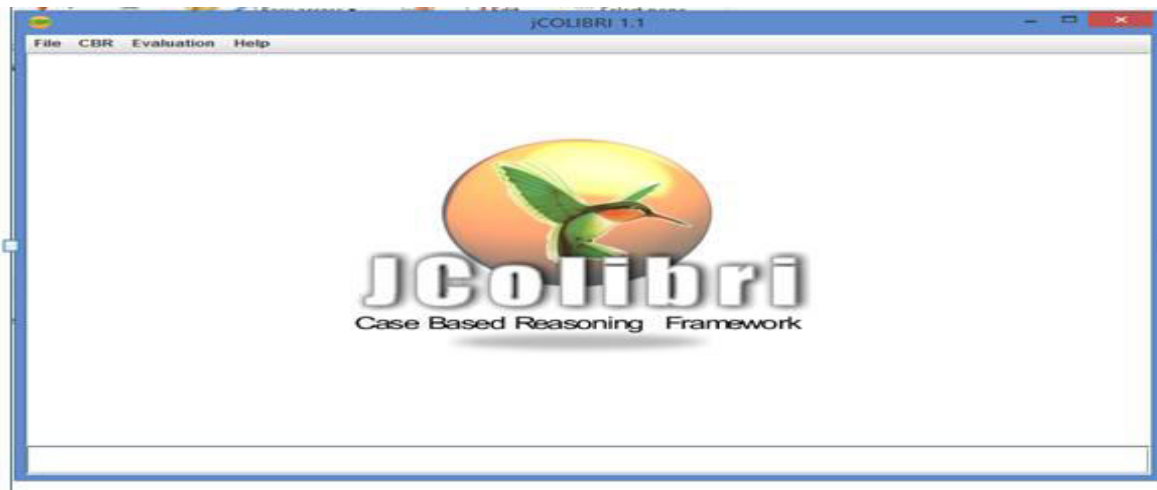 jCOLIBRI 1.1
File CBR Evaluation Help
JColibri
Case Based Reasoning Framework